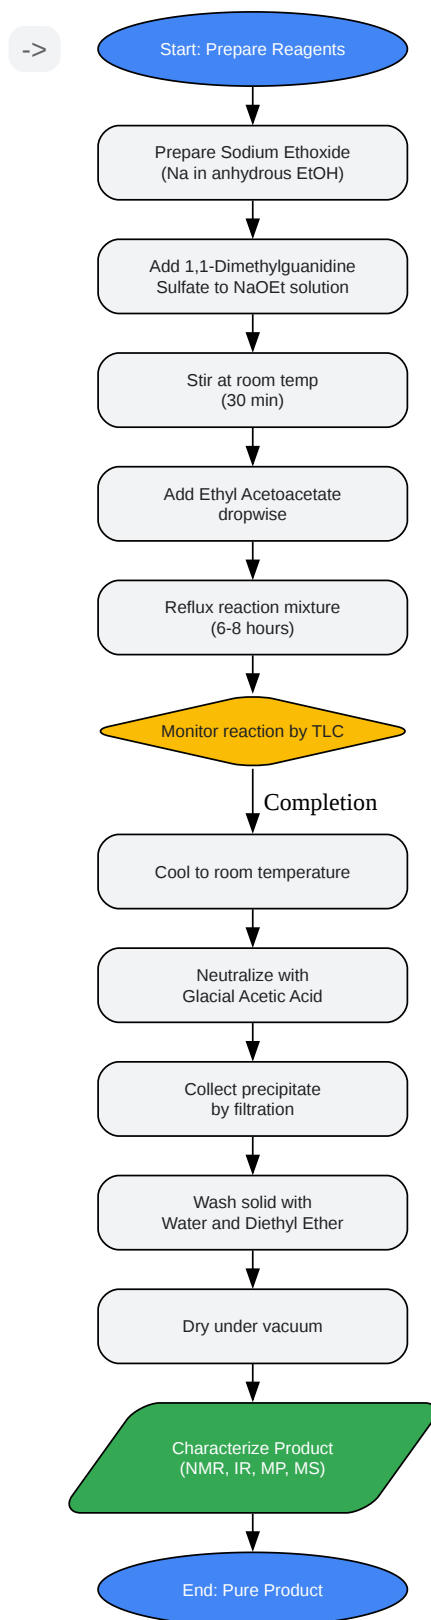 ->
Start: Prepare Reagents
Prepare Sodium Ethoxide
(Na in anhydrous EtOH)
Add 1,1-Dimethylguanidine
Sulfate to NaOEt solution
Stir at room temp
(30 min)
Add Ethyl Acetoacetate
dropwise
Reflux reaction mixture
(6-8 hours)
Monitor reaction by TLC
Completion
Cool to room temperature
Neutralize with
Glacial Acetic Acid
Collect precipitate
by filtration
Wash solid with
Water and Diethyl Ether
Dry under vacuum
Characterize Product
(NMR, IR, MP, MS)
End: Pure Product